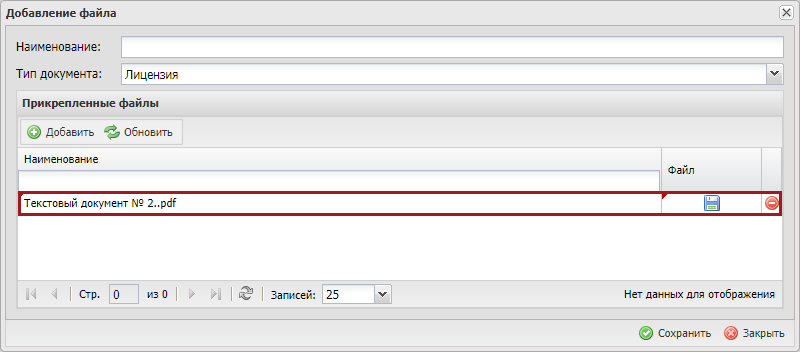 Добавление файла
Наименование:
Тип документа: Лицензия
Прикрепленные файлы
Добавить Обновить
Наименование Файл
Текстовый документ № 2..pdf
Стр. 0 из 0 Записей: 25 Нет данных для отображения
Сохранить Закрыть